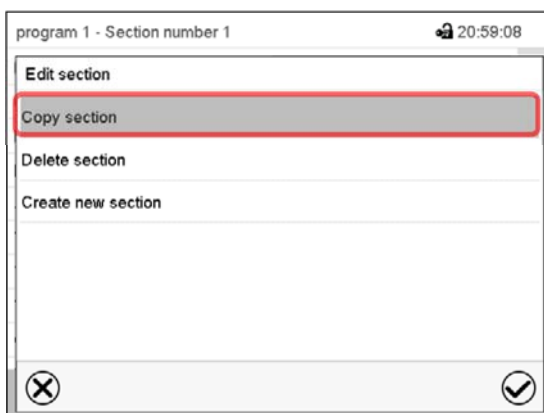 program 1 - Section number 1 20:59:08
Edit section
Copy section
Delete section
Create new section